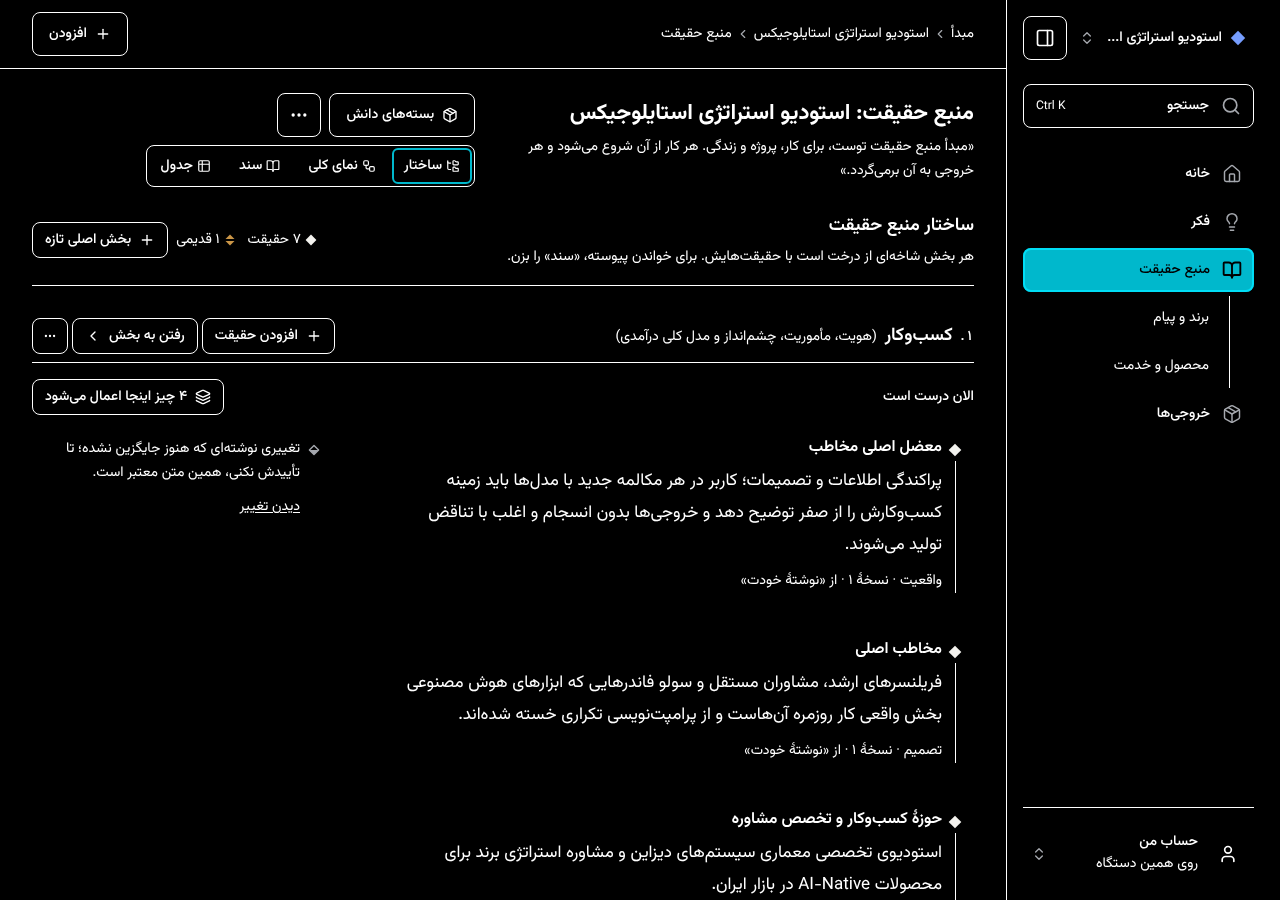 استودیو استراتژی ا...
جستجو
Ctrl K
خانه
فکر
منبع حقیقت
برند و پیام
محصول و خدمت
خروجی‌ها
حساب من
روی همین دستگاه
مبدأ › استودیو استراتژی استایلوجیکس › منبع حقیقت
افزودن
منبع حقیقت: استودیو استراتژی استایلوجیکس
«مبدأ منبع حقیقت توست، برای کار، پروژه و زندگی. هر کار از آن شروع می‌شود و هر
خروجی به آن برمی‌گردد.»
بسته‌های دانش
ساختار
نمای کلی
سند
جدول
ساختار منبع حقیقت
هر بخش شاخه‌ای از درخت است با حقیقت‌هایش. برای خواندن پیوسته، «سند» را بزن.
۷ حقیقت
۱ قدیمی
بخش اصلی تازه
۱. کسب‌وکار (هویت، مأموریت، چشم‌انداز و مدل کلی درآمدی)
افزودن حقیقت
رفتن به بخش
الان درست است
۴ چیز اینجا اعمال می‌شود
معضل اصلی مخاطب
پراکندگی اطلاعات و تصمیمات؛ کاربر در هر مکالمه جدید با مدل‌ها باید زمینه
کسب‌وکارش را از صفر توضیح دهد و خروجی‌ها بدون انسجام و اغلب با تناقض
تولید می‌شوند.
واقعیت · نسخهٔ ۱ · از «نوشتهٔ خودت»
تغییری نوشته‌ای که هنوز جایگزین نشده؛ تا
تأییدش نکنی، همین متن معتبر است.
دیدن تغییر
مخاطب اصلی
فریلنسرهای ارشد، مشاوران مستقل و سولو فاندرهایی که ابزارهای هوش مصنوعی
بخش واقعی کار روزمره آن‌هاست و از پرامپت‌نویسی تکراری خسته شده‌اند.
تصمیم · نسخهٔ ۱ · از «نوشتهٔ خودت»
حوزهٔ کسب‌وکار و تخصص مشاوره
استودیوی تخصصی معماری سیستم‌های دیزاین و مشاوره استراتژی برند برای
محصولات AI-Native در بازار ایران.